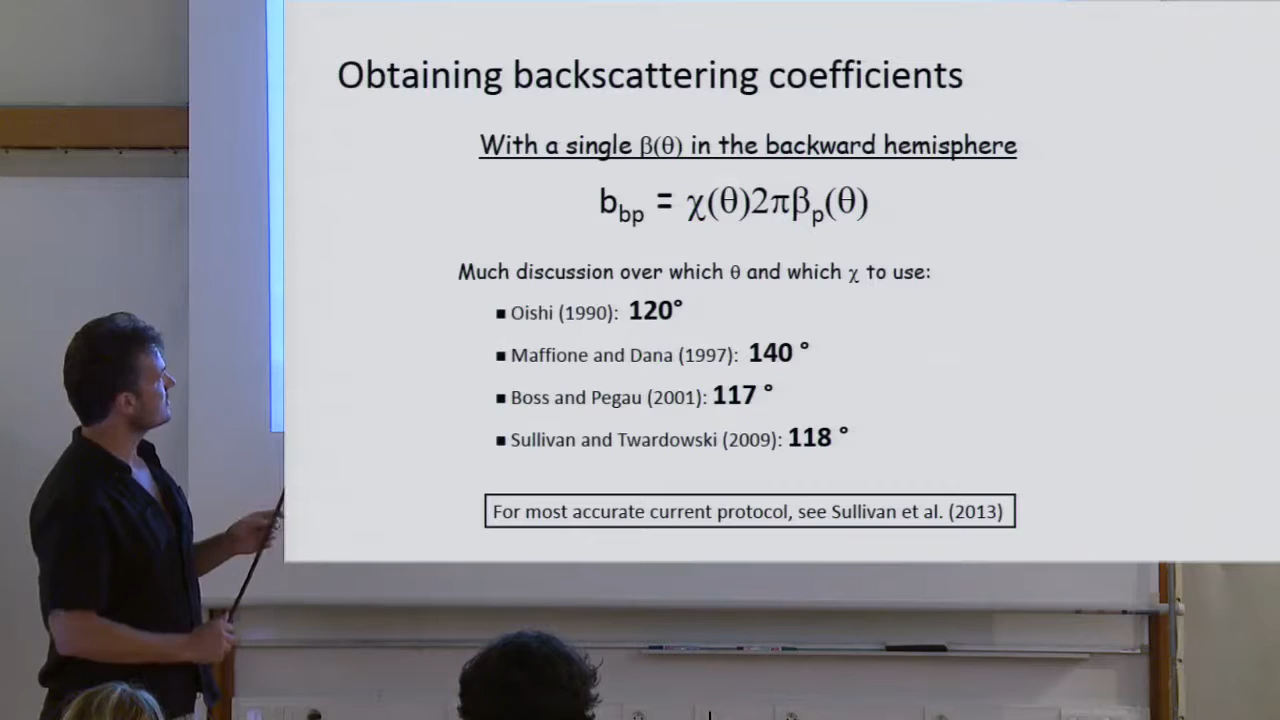 Obtaining backscattering coefficients
With a single β(θ) in the backward hemisphere
b_bp = χ(θ)2πβ_p(θ)
Much discussion over which θ and which χ to use:
▪ Oishi (1990): 120°
▪ Maffione and Dana (1997): 140 °
▪ Boss and Pegau (2001): 117 °
▪ Sullivan and Twardowski (2009): 118 °
For most accurate current protocol, see Sullivan et al. (2013)